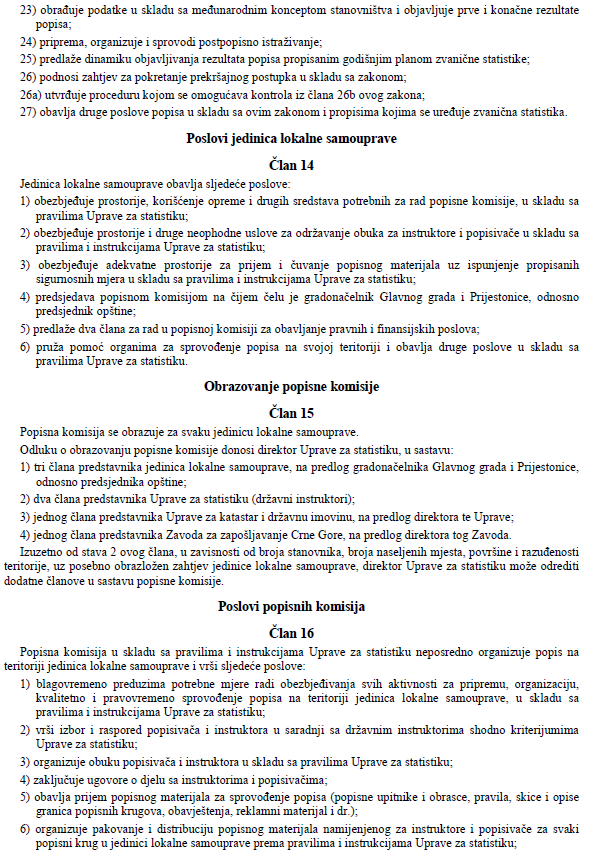 23) obrađuje podatke u skladu sa međunarodnim konceptom stanovništva i objavljuje prve i konačne rezultate
popisa;
24) priprema, organizuje i sprovodi postpopisno istraživanje;
25) predlaže dinamiku objavljivanja rezultata popisa propisanim godišnjim planom zvanične statistike;
26) podnosi zahtjev za pokretanje prekršajnog postupka u skladu sa zakonom;
26a) utvrđuje proceduru kojom se omogućava kontrola iz člana 26b ovog zakona;
27) obavlja druge poslove popisa u skladu sa ovim zakonom i propisima kojima se uređuje zvanična statistika.
Poslovi jedinica lokalne samouprave
Član 14
Jedinica lokalne samouprave obavlja sljedeće poslove:
1) obezbjeđuje prostorije, korišćenje opreme i drugih sredstava potrebnih za rad popisne komisije, u skladu sa
pravilima Uprave za statistiku;
2) obezbjeđuje prostorije i druge neophodne uslove za održavanje obuka za instruktore i popisivače u skladu sa
pravilima i instrukcijama Uprave za statistiku;
3) obezbjeđuje adekvatne prostorije za prijem i čuvanje popisnog materijala uz ispunjenje propisanih
sigurnosnih mjera u skladu sa pravilima i instrukcijama Uprave za statistiku;
4) predsjedava popisnom komisijom na čijem čelu je gradonačelnik Glavnog grada i Prijestonice, odnosno
predsjednik opštine;
5) predlaže dva člana za rad u popisnoj komisiji za obavljanje pravnih i finansijskih poslova;
6) pruža pomoć organima za sprovođenje popisa na svojoj teritoriji i obavlja druge poslove u skladu sa
pravilima Uprave za statistiku.
Obrazovanje popisne komisije
Član 15
Popisna komisija se obrazuje za svaku jedinicu lokalne samouprave.
Odluku o obrazovanju popisne komisije donosi direktor Uprave za statistiku, u sastavu:
1) tri člana predstavnika jedinica lokalne samouprave, na predlog gradonačelnika Glavnog grada i Prijestonice,
odnosno predsjednika opštine;
2) dva člana predstavnika Uprave za statistiku (državni instruktori);
3) jednog člana predstavnika Uprave za katastar i državnu imovinu, na predlog direktora te Uprave;
4) jednog člana predstavnika Zavoda za zapošljavanje Crne Gore, na predlog direktora tog Zavoda.
Izuzetno od stava 2 ovog člana, u zavisnosti od broja stanovnika, broja naseljenih mjesta, površine i razuđenosti
teritorije, uz posebno obrazložen zahtjev jedinice lokalne samouprave, direktor Uprave za statistiku može odrediti
dodatne članove u sastavu popisne komisije.
Poslovi popisnih komisija
Član 16
Popisna komisija u skladu sa pravilima i instrukcijama Uprave za statistiku neposredno organizuje popis na
teritoriji jedinica lokalne samouprave i vrši sljedeće poslove:
1) blagovremeno preduzima potrebne mjere radi obezbjeđivanja svih aktivnosti za pripremu, organizaciju,
kvalitetno i pravovremeno sprovođenje popisa na teritoriji jedinice lokalne samouprave, u skladu sa
pravilima i instrukcijama Uprave za statistiku;
2) vrši izbor i raspored popisivača i instruktora u saradnji sa državnim instruktorima shodno kriterijumima
Uprave za statistiku;
3) organizuje obuku popisivača i instruktora u skladu sa pravilima Uprave za statistiku;
4) zaključuje ugovore o djelu sa instruktorima i popisivačima;
5) obavlja prijem popisnog materijala za sprovođenje popisa (popisne upitnike i obrasce, pravila, skice i opise
granica popisnih krugova, obavještenja, reklamni materijal i dr.);
6) organizuje pakovanje i distribuciju popisnog materijala namijenjenog za instruktore i popisivače za svaki
popisni krug u jedinici lokalne samouprave prema pravilima i instrukcijama Uprave za statistiku;